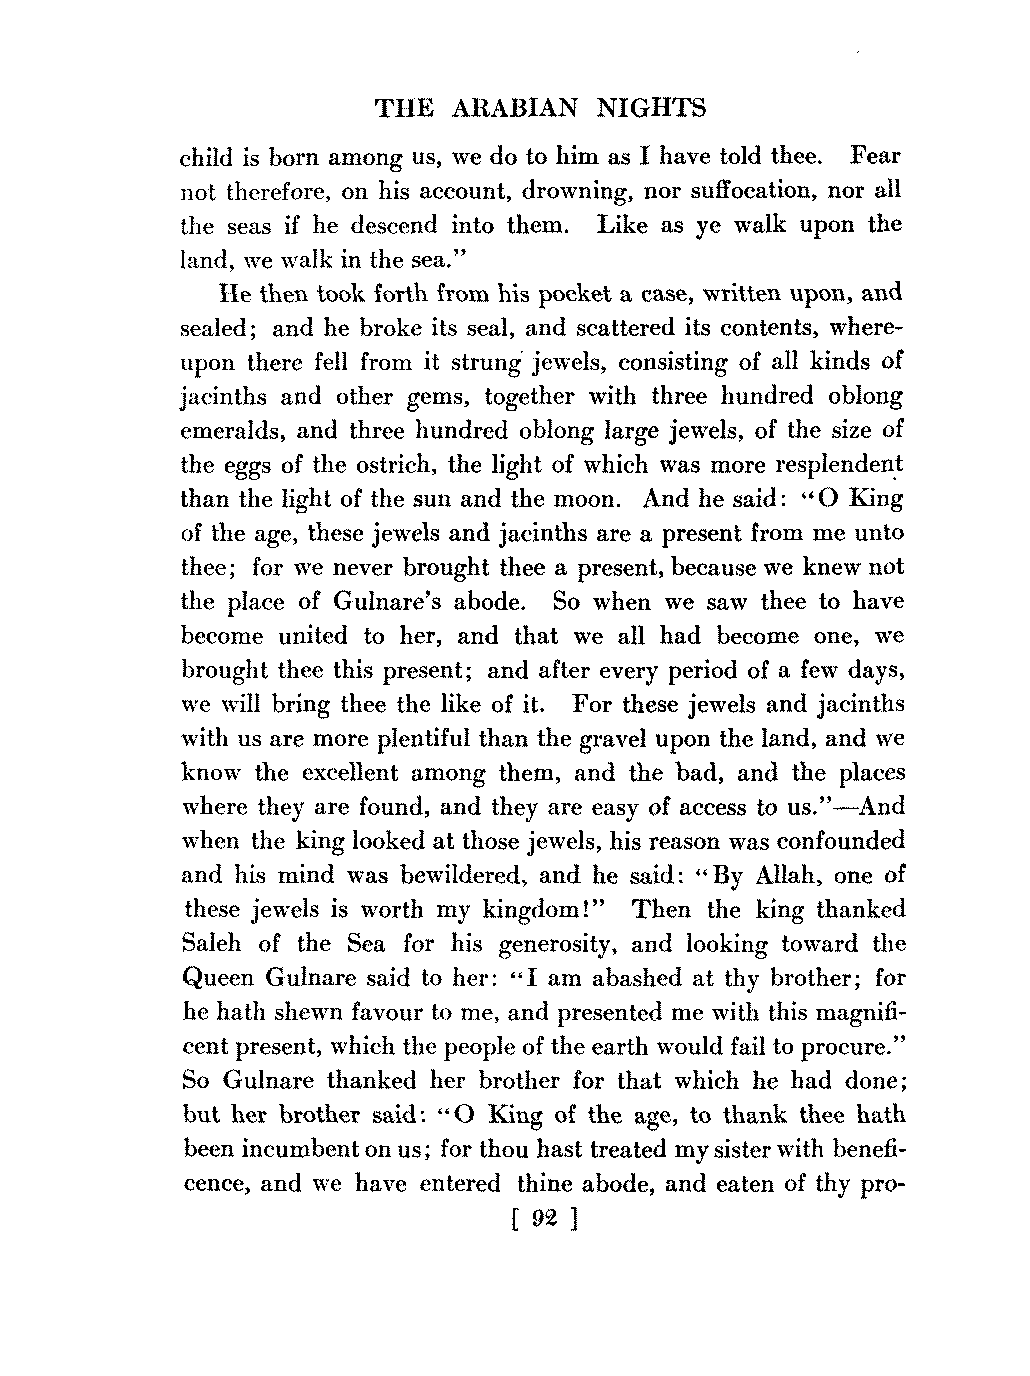 THE ARABIAN NIGHTS
child is born among us, we do to him as I have told thee. Fear
not therefore, on his account, drowning, nor suffocation, nor all
the seas if he descend into them. Like as ye walk upon the
land, we walk in the sea.”
He then took forth from his pocket a case, written upon, and
sealed; and he broke its seal, and scattered its contents, where-
upon there fell from it strung jewels, consisting of all kinds of
jacinths and other gems, together with three hundred oblong
emeralds, and three hundred oblong large jewels, of the size of
the eggs of the ostrich, the light of which was more resplendent
than the light of the sun and the moon. And he said: “O King
of the age, these jewels and jacinths are a present from me unto
thee; for we never brought thee a present, because we knew not
the place of Gulnare’s abode. So when we saw thee to have
become united to her, and that we all had become one, we
brought thee this present; and after every period of a few days,
we will bring thee the like of it. For these jewels and jacinths
with us are more plentiful than the gravel upon the land, and we
know the excellent among them, and the bad, and the places
where they are found, and they are easy of access to us.”—And
when the king looked at those jewels, his reason was confounded
and his mind was bewildered, and he said: “By Allah, one of
these jewels is worth my kingdom!” Then the king thanked
Saleh of the Sea for his generosity, and looking toward the
Queen Gulnare said to her: “I am abashed at thy brother; for
he hath shewn favour to me, and presented me with this magnifi-
cent present, which the people of the earth would fail to procure.”
So Gulnare thanked her brother for that which he had done;
but her brother said: “O King of the age, to thank thee hath
been incumbent on us; for thou hast treated my sister with benefi-
cence, and we have entered thine abode, and eaten of thy pro-
[ 92 ]